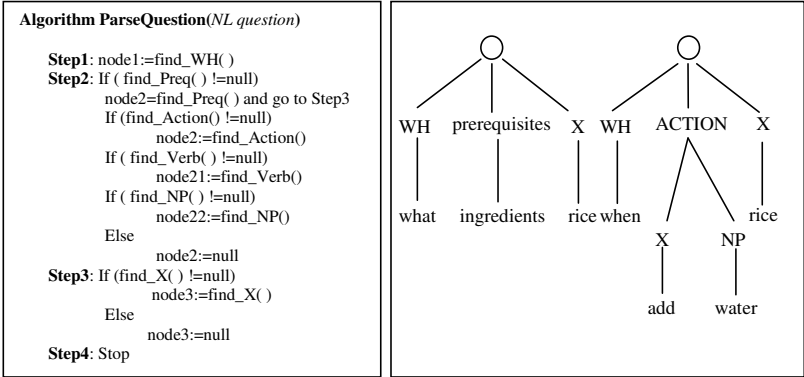 Algorithm ParseQuestion(NL question)
Step1: node1:=find_WH( )
Step2: If ( find_Preq( ) !=null)
node2=find_Preq( ) and go to Step3
If (find_Action() !=null)
node2:=find_Action()
If ( find_Verb( ) !=null)
node21:=find_Verb()
If ( find_NP( ) !=null)
node22:=find_NP()
Else
node2:=null
Step3: If (find_X( ) !=null)
node3:=find_X( )
Else
node3:=null
Step4: Stop
WH prerequisites X WH ACTION X
what ingredients rice when rice
X NP
add water